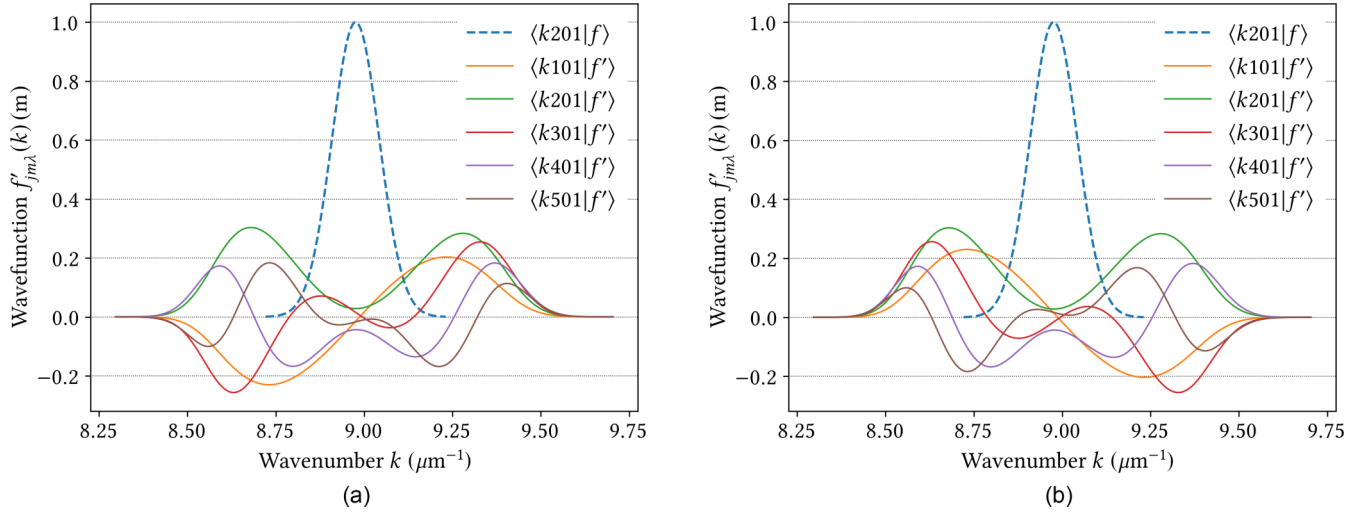 1.0
0.8
0.6
0.4
0.2
0.0
−0.2
Wavefunction f′jmλ(k) (m)
⟨k201|f⟩
⟨k101|f′⟩
⟨k201|f′⟩
⟨k301|f′⟩
⟨k401|f′⟩
⟨k501|f′⟩
8.25 8.50 8.75 9.00 9.25 9.50 9.75
Wavenumber k (μm⁻¹)
(a)
1.0
0.8
0.6
0.4
0.2
0.0
−0.2
Wavefunction f′jmλ(k) (m)
⟨k201|f⟩
⟨k101|f′⟩
⟨k201|f′⟩
⟨k301|f′⟩
⟨k401|f′⟩
⟨k501|f′⟩
8.25 8.50 8.75 9.00 9.25 9.50 9.75
Wavenumber k (μm⁻¹)
(b)